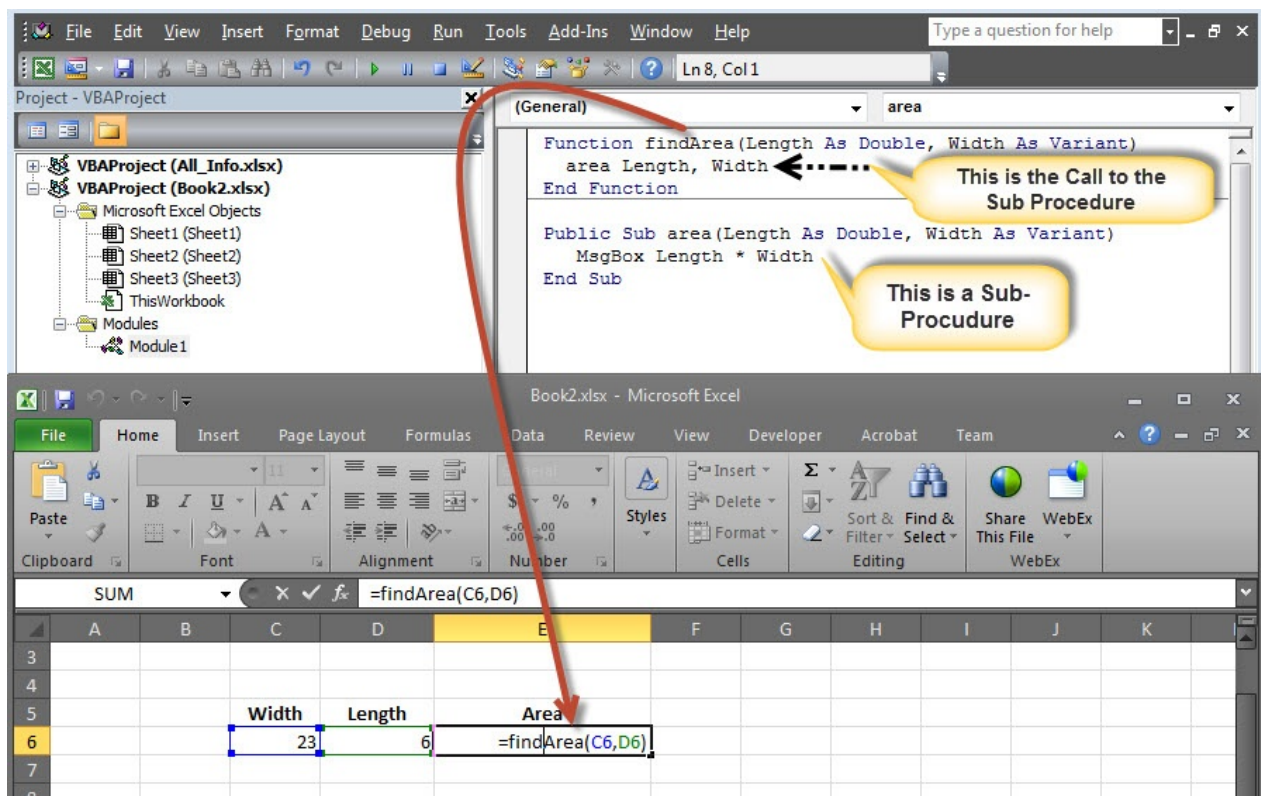 File Edit View Insert Format Debug Run Tools Add-Ins Window Help Type a question for help
Ln 8, Col 1
Project - VBAProject
(General) area
VBAProject (All_Info.xlsx)
VBAProject (Book2.xlsx)
Microsoft Excel Objects
Sheet1 (Sheet1)
Sheet2 (Sheet2)
Sheet3 (Sheet3)
ThisWorkbook
Modules
Module1
Function findArea(Length As Double, Width As Variant)
area Length, Width
End Function
This is the Call to the
Sub Procedure
Public Sub area(Length As Double, Width As Variant)
MsgBox Length * Width
End Sub
This is a Sub-
Procudure
Book2.xlsx - Microsoft Excel
File Home Insert Page Layout Formulas Data Review View Developer Acrobat Team
Paste
Clipboard
11
B I U A A
A
Font
Alignment
General
$ % ,
.00 .00 .0
Number
A
Styles
Insert
Delete
Format
Cells
Σ
Sort & Filter
Find & Select
Editing
Share This File
WebEx
WebEx
SUM fx =findArea(C6,D6)
A B C D E F G H I J K
3
4
5 Width Length Area
6 23 6 =findArea(C6,D6)
7